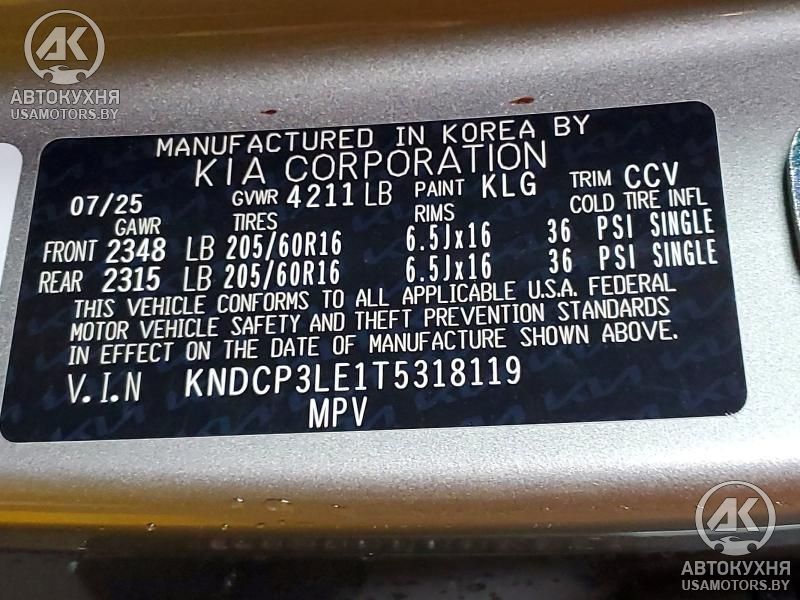 AK
АВТОКУХНЯ
USAMOTORS.BY
MANUFACTURED IN KOREA BY
KIA CORPORATION
07/25 GVWR 4211 LB PAINT KLG TRIM CCV
GAWR TIRES RIMS COLD TIRE INFL
FRONT 2348 LB 205/60R16 6.5Jx16 36 PSI SINGLE
REAR 2315 LB 205/60R16 6.5Jx16 36 PSI SINGLE
THIS VEHICLE CONFORMS TO ALL APPLICABLE U.S.A. FEDERAL
MOTOR VEHICLE SAFETY AND THEFT PREVENTION STANDARDS
IN EFFECT ON THE DATE OF MANUFACTURE SHOWN ABOVE.
V.I.N KNDCP3LE1T5318119
MPV
AK
АВТОКУХНЯ
USAMOTORS.BY